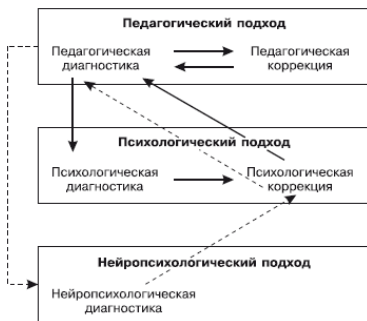 Педагогический подход
Педагогическая диагностика
Педагогическая коррекция
Психологический подход
Психологическая диагностика
Психологическая коррекция
Нейропсихологический подход
Нейропсихологическая диагностика